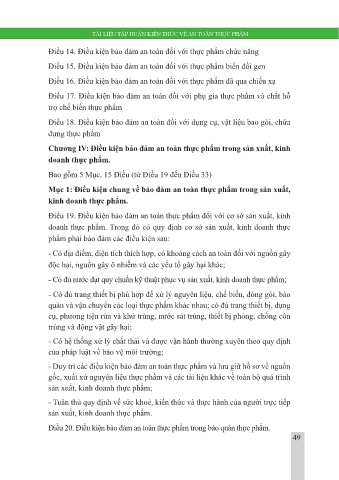 TÀI LIỆU TẬP HUẤN KIẾN THỨC VỀ AN TOÀN THỰC PHẨM
Điều 14. Điều kiện bảo đảm an toàn đối với thực phẩm chức năng
Điều 15. Điều kiện bảo đảm an toàn đối với thực phẩm biến đổi gen
Điều 16. Điều kiện bảo đảm an toàn đối với thực phẩm đã qua chiếu xạ
Điều 17. Điều kiện bảo đảm an toàn đối với phụ gia thực phẩm và chất hỗ
trợ chế biến thực phẩm
Điều 18. Điều kiện bảo đảm an toàn đối với dụng cụ, vật liệu bao gói, chứa
đựng thực phẩm
Chương IV: Điều kiện bảo đảm an toàn thực phẩm trong sản xuất, kinh
doanh thực phẩm.
Bao gồm 5 Mục, 15 Điều (từ Điều 19 đến Điều 33)
Mục 1: Điều kiện chung về bảo đảm an toàn thực phẩm trong sản xuất,
kinh doanh thực phẩm.
Điều 19. Điều kiện bảo đảm an toàn thực phẩm đối với cơ sở sản xuất, kinh
doanh thực phẩm. Trong đó có quy định cơ sở sản xuất, kinh doanh thực
phẩm phải bảo đảm các điều kiện sau:
- Có địa điểm, diện tích thích hợp, có khoảng cách an toàn đối với nguồn gây
độc hại, nguồn gây ô nhiễm và các yếu tố gây hại khác;
- Có đủ nước đạt quy chuẩn kỹ thuật phục vụ sản xuất, kinh doanh thực phẩm;
- Có đủ trang thiết bị phù hợp để xử lý nguyên liệu, chế biến, đóng gói, bảo
quản và vận chuyển các loại thực phẩm khác nhau; có đủ trang thiết bị, dụng
cụ, phương tiện rửa và khử trùng, nước sát trùng, thiết bị phòng, chống côn
trùng và động vật gây hại;
- Có hệ thống xử lý chất thải và được vận hành thường xuyên theo quy định
của pháp luật về bảo vệ môi trường;
- Duy trì các điều kiện bảo đảm an toàn thực phẩm và lưu giữ hồ sơ về nguồn
gốc, xuất xứ nguyên liệu thực phẩm và các tài liệu khác về toàn bộ quá trình
sản xuất, kinh doanh thực phẩm;
- Tuân thủ quy định về sức khoẻ, kiến thức và thực hành của người trực tiếp
sản xuất, kinh doanh thực phẩm.
Điều 20. Điều kiện bảo đảm an toàn thực phẩm trong bảo quản thực phẩm.
49